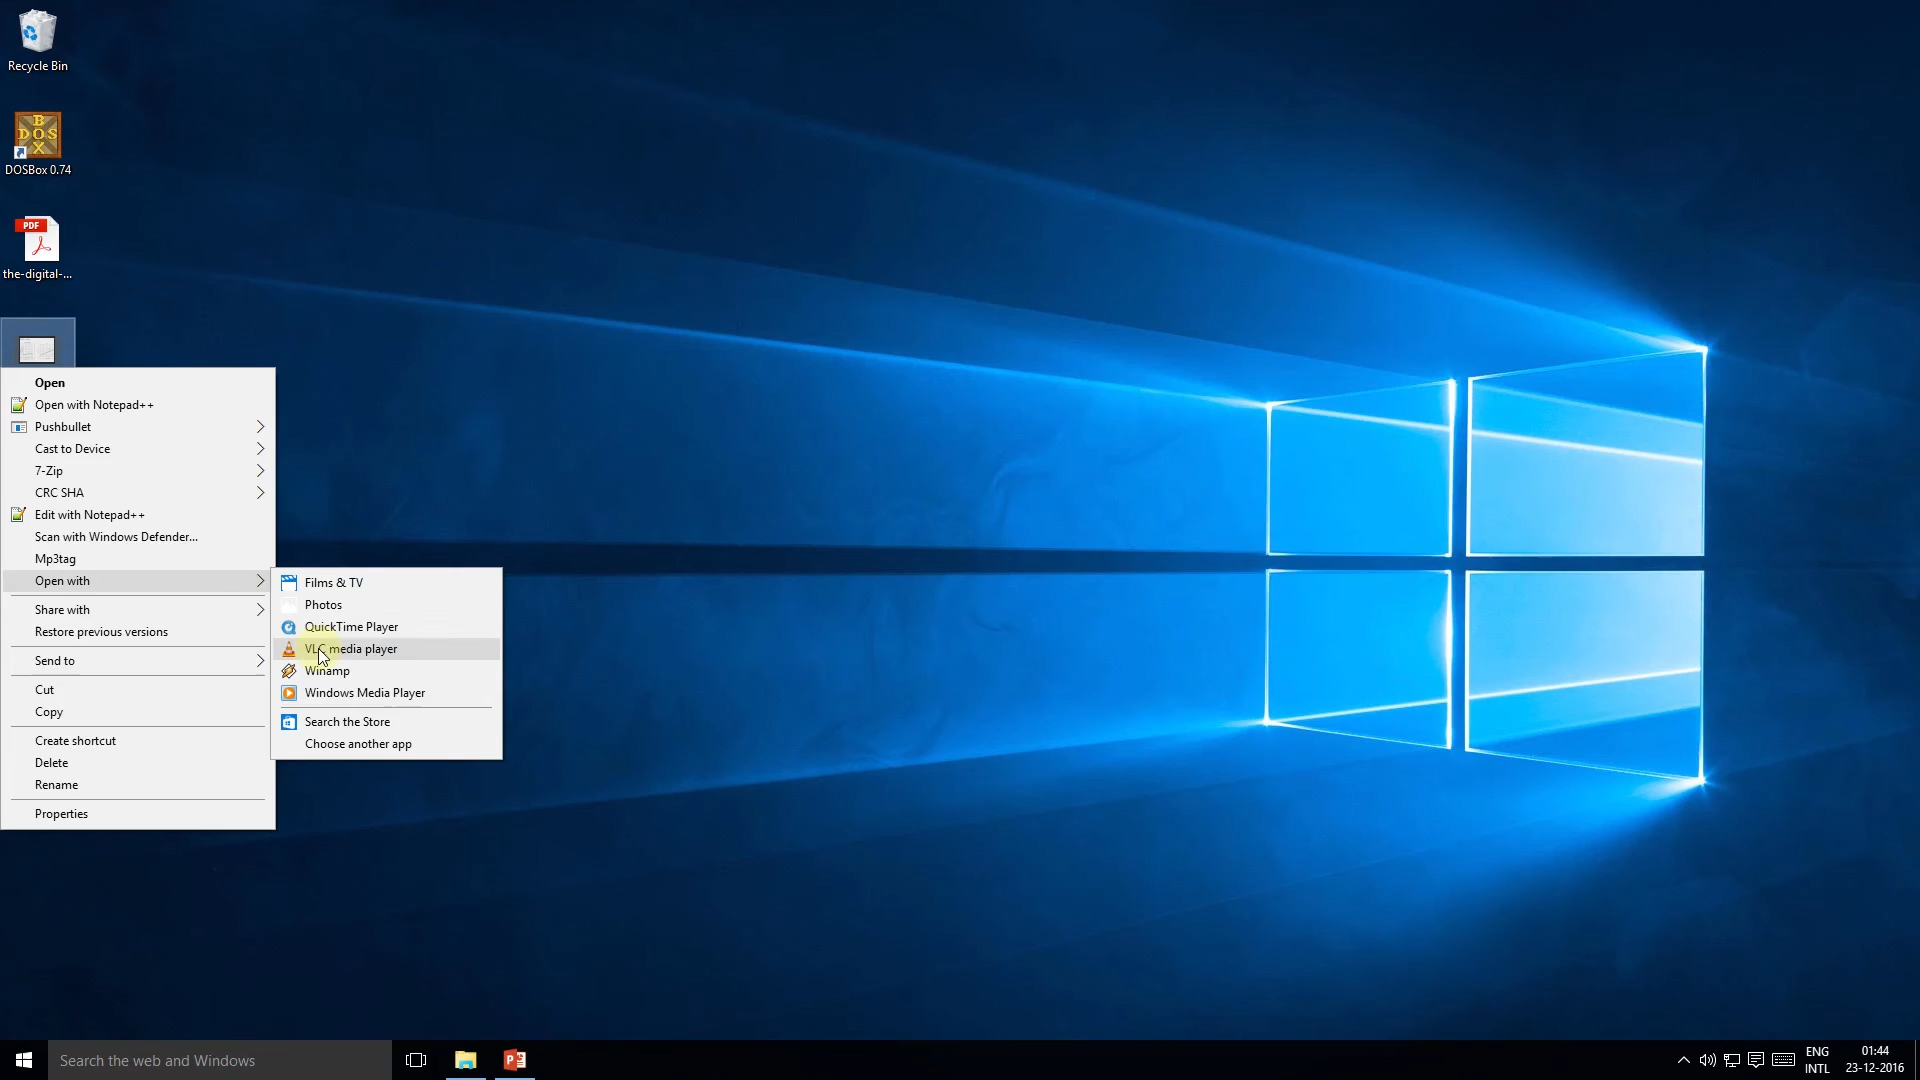 Recycle Bin
B
DOS
X
DOSBox 0.74
PDF
the-digital-...
Open
Open with Notepad++
Pushbullet
Cast to Device
7-Zip
CRC SHA
Edit with Notepad++
Scan with Windows Defender...
Mp3tag
Open with
Share with
Restore previous versions
Send to
Cut
Copy
Create shortcut
Delete
Rename
Properties
Films & TV
Photos
QuickTime Player
VLC media player
Winamp
Windows Media Player
Search the Store
Choose another app
Search the web and Windows
ENG
INTL
01:44
23-12-2016